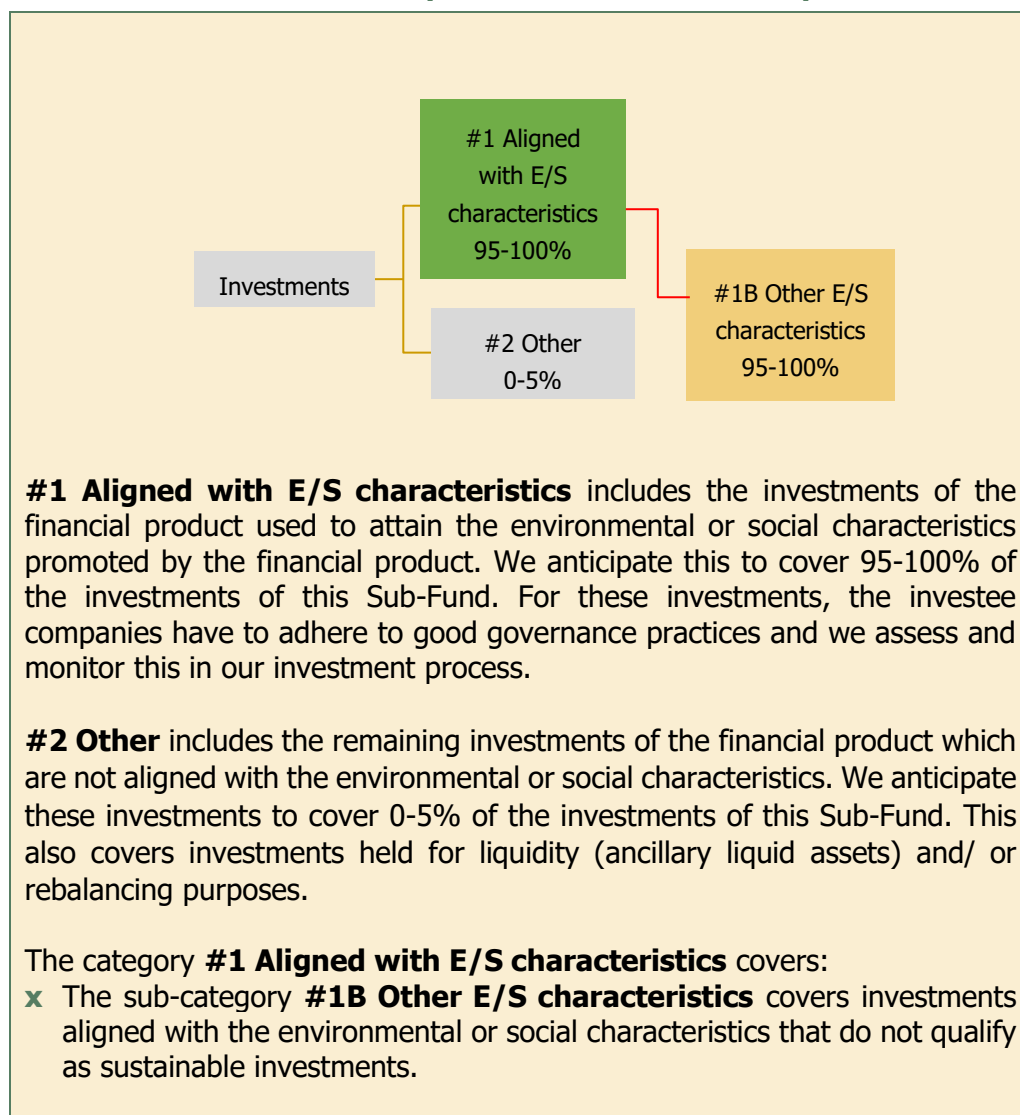 #1 Aligned
with E/S
characteristics
95-100%
Investments
#1B Other E/S
characteristics
95-100%
#2 Other
0-5%
#1 Aligned with E/S characteristics includes the investments of the
financial product used to attain the environmental or social characteristics
promoted by the financial product. We anticipate this to cover 95-100% of
the investments of this Sub-Fund. For these investments, the investee
companies have to adhere to good governance practices and we assess and
monitor this in our investment process.
#2 Other includes the remaining investments of the financial product which
are not aligned with the environmental or social characteristics. We anticipate
these investments to cover 0-5% of the investments of this Sub-Fund. This
also covers investments held for liquidity (ancillary liquid assets) and/ or
rebalancing purposes.
The category #1 Aligned with E/S characteristics covers:
x The sub-category #1B Other E/S characteristics covers investments
aligned with the environmental or social characteristics that do not qualify
as sustainable investments.